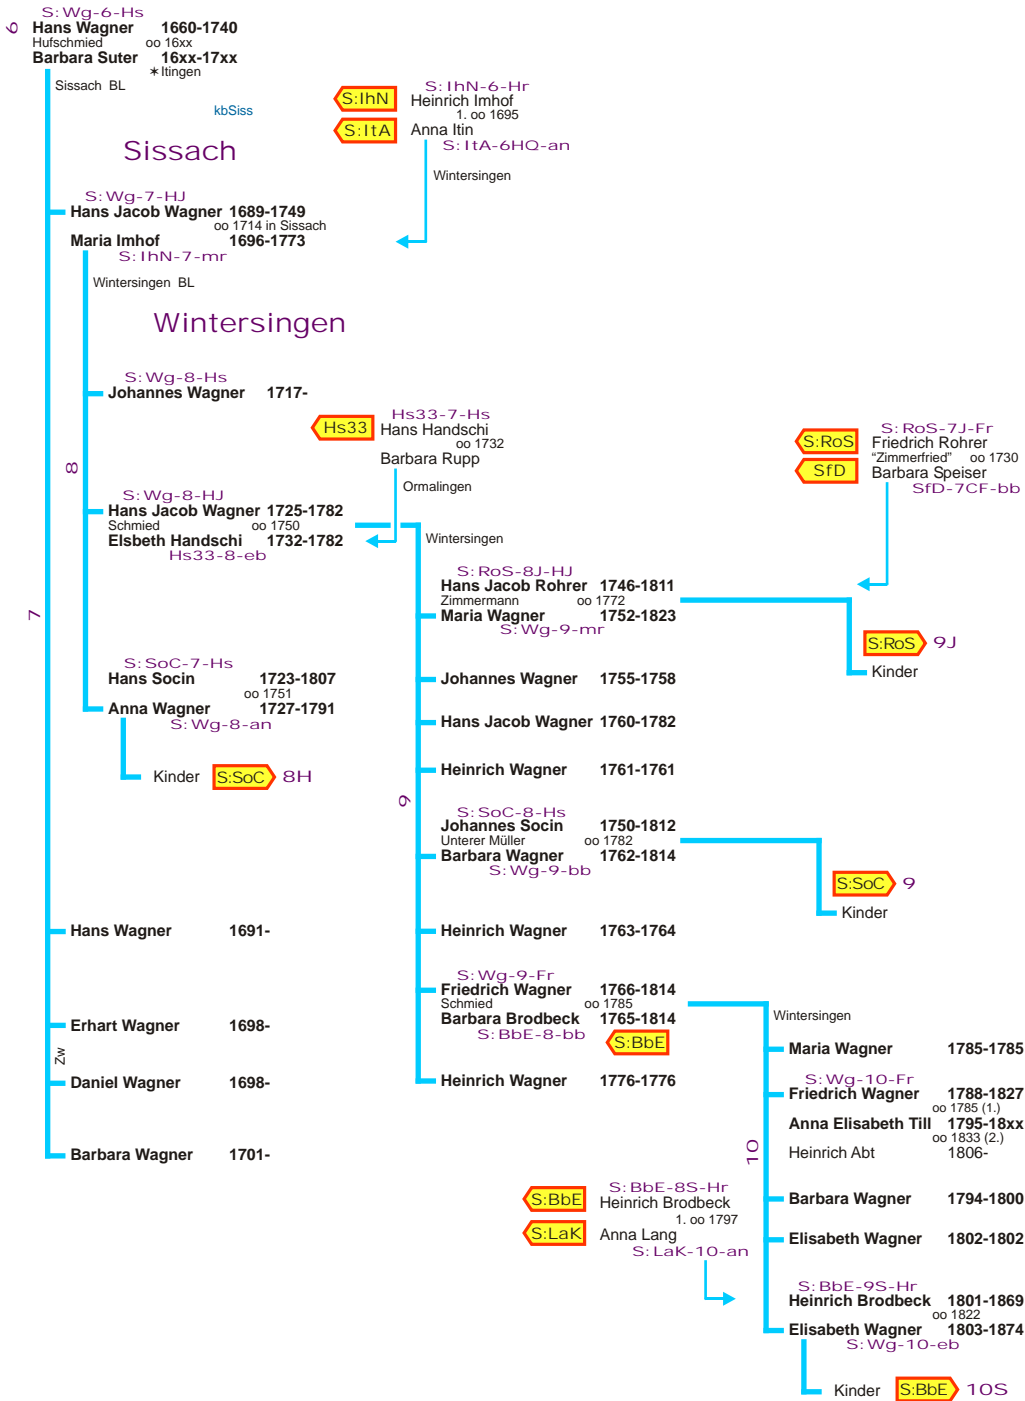 S:Wg-6-Hs
6
Hans Wagner 1660-1740
Hufschmied oo 16xx
Barbara Suter 16xx-17xx
∗Itingen
Sissach BL
kbSiss
S:IhN
S:IhN-6-Hr
Heinrich Imhof
1. oo 1695
S:ItA
Anna Itin
S:ItA-6HQ-an
Wintersingen
Sissach
S:Wg-7-HJ
Hans Jacob Wagner 1689-1749
oo 1714 in Sissach
Maria Imhof 1696-1773
S:IhN-7-mr
Wintersingen BL
Wintersingen
S:Wg-8-Hs
Johannes Wagner 1717-
Hs33
Hs33-7-Hs
Hans Handschi
oo 1732
Barbara Rupp
Ormalingen
S:RoS
S:RoS-7J-Fr
Friedrich Rohrer
“Zimmerfried” oo 1730
SfD
Barbara Speiser
SfD-7CF-bb
8
S:Wg-8-HJ
Hans Jacob Wagner 1725-1782
Schmied oo 1750
Elsbeth Handschi 1732-1782
Hs33-8-eb
Wintersingen
S:RoS-8J-HJ
Hans Jacob Rohrer 1746-1811
Zimmermann oo 1772
Maria Wagner 1752-1823
S:Wg-9-mr
S:RoS 9J
Kinder
7
S:SoC-7-Hs
Hans Socin 1723-1807
oo 1751
Anna Wagner 1727-1791
S:Wg-8-an
Kinder S:SoC 8H
Johannes Wagner 1755-1758
Hans Jacob Wagner 1760-1782
Heinrich Wagner 1761-1761
9
S:SoC-8-Hs
Johannes Socin 1750-1812
Unterer Müller oo 1782
Barbara Wagner 1762-1814
S:Wg-9-bb
S:SoC 9
Kinder
Hans Wagner 1691-
Heinrich Wagner 1763-1764
S:Wg-9-Fr
Friedrich Wagner 1766-1814
Schmied oo 1785
Barbara Brodbeck 1765-1814
S:BbE-8-bb
S:BbE
Wintersingen
Erhart Wagner 1698-
Zw
Daniel Wagner 1698-
Heinrich Wagner 1776-1776
Maria Wagner 1785-1785
S:Wg-10-Fr
Friedrich Wagner 1788-1827
oo 1785 (1.)
Anna Elisabeth Till 1795-18xx
oo 1833 (2.)
Heinrich Abt 1806-
10
Barbara Wagner 1701-
S:BbE
S:BbE-8S-Hr
Heinrich Brodbeck
1. oo 1797
S:LaK
Anna Lang
S:LaK-10-an
Barbara Wagner 1794-1800
Elisabeth Wagner 1802-1802
S:BbE-9S-Hr
Heinrich Brodbeck 1801-1869
oo 1822
Elisabeth Wagner 1803-1874
S:Wg-10-eb
Kinder S:BbE 10S